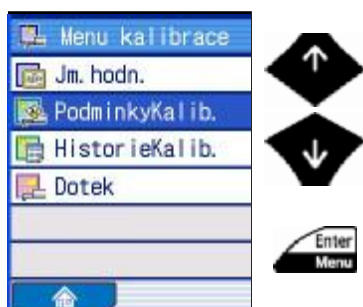 Menu kalibrace
Jm. hodn.
PodminkyKalib.
HistorieKalib.
Dotek
Enter
Menu